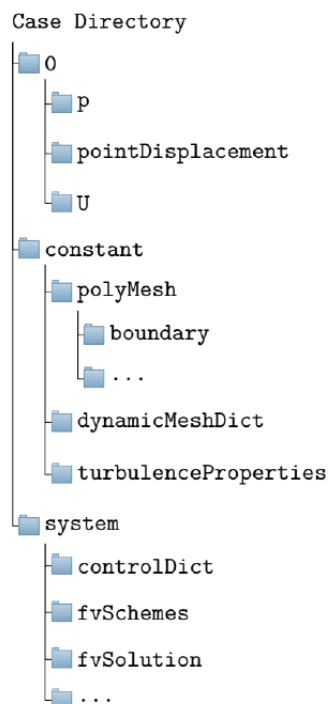 Case Directory
0
p
pointDisplacement
U
constant
polyMesh
boundary
...
dynamicMeshDict
turbulenceProperties
system
controlDict
fvSchemes
fvSolution
...